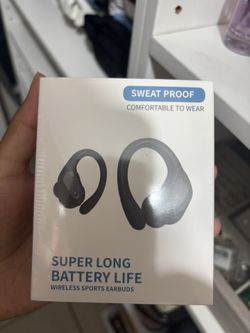 SWEAT PROOF
COMFORTABLE TO WEAR
SUPER LONG
BATTERY LIFE
WIRELESS SPORTS EARBUDS